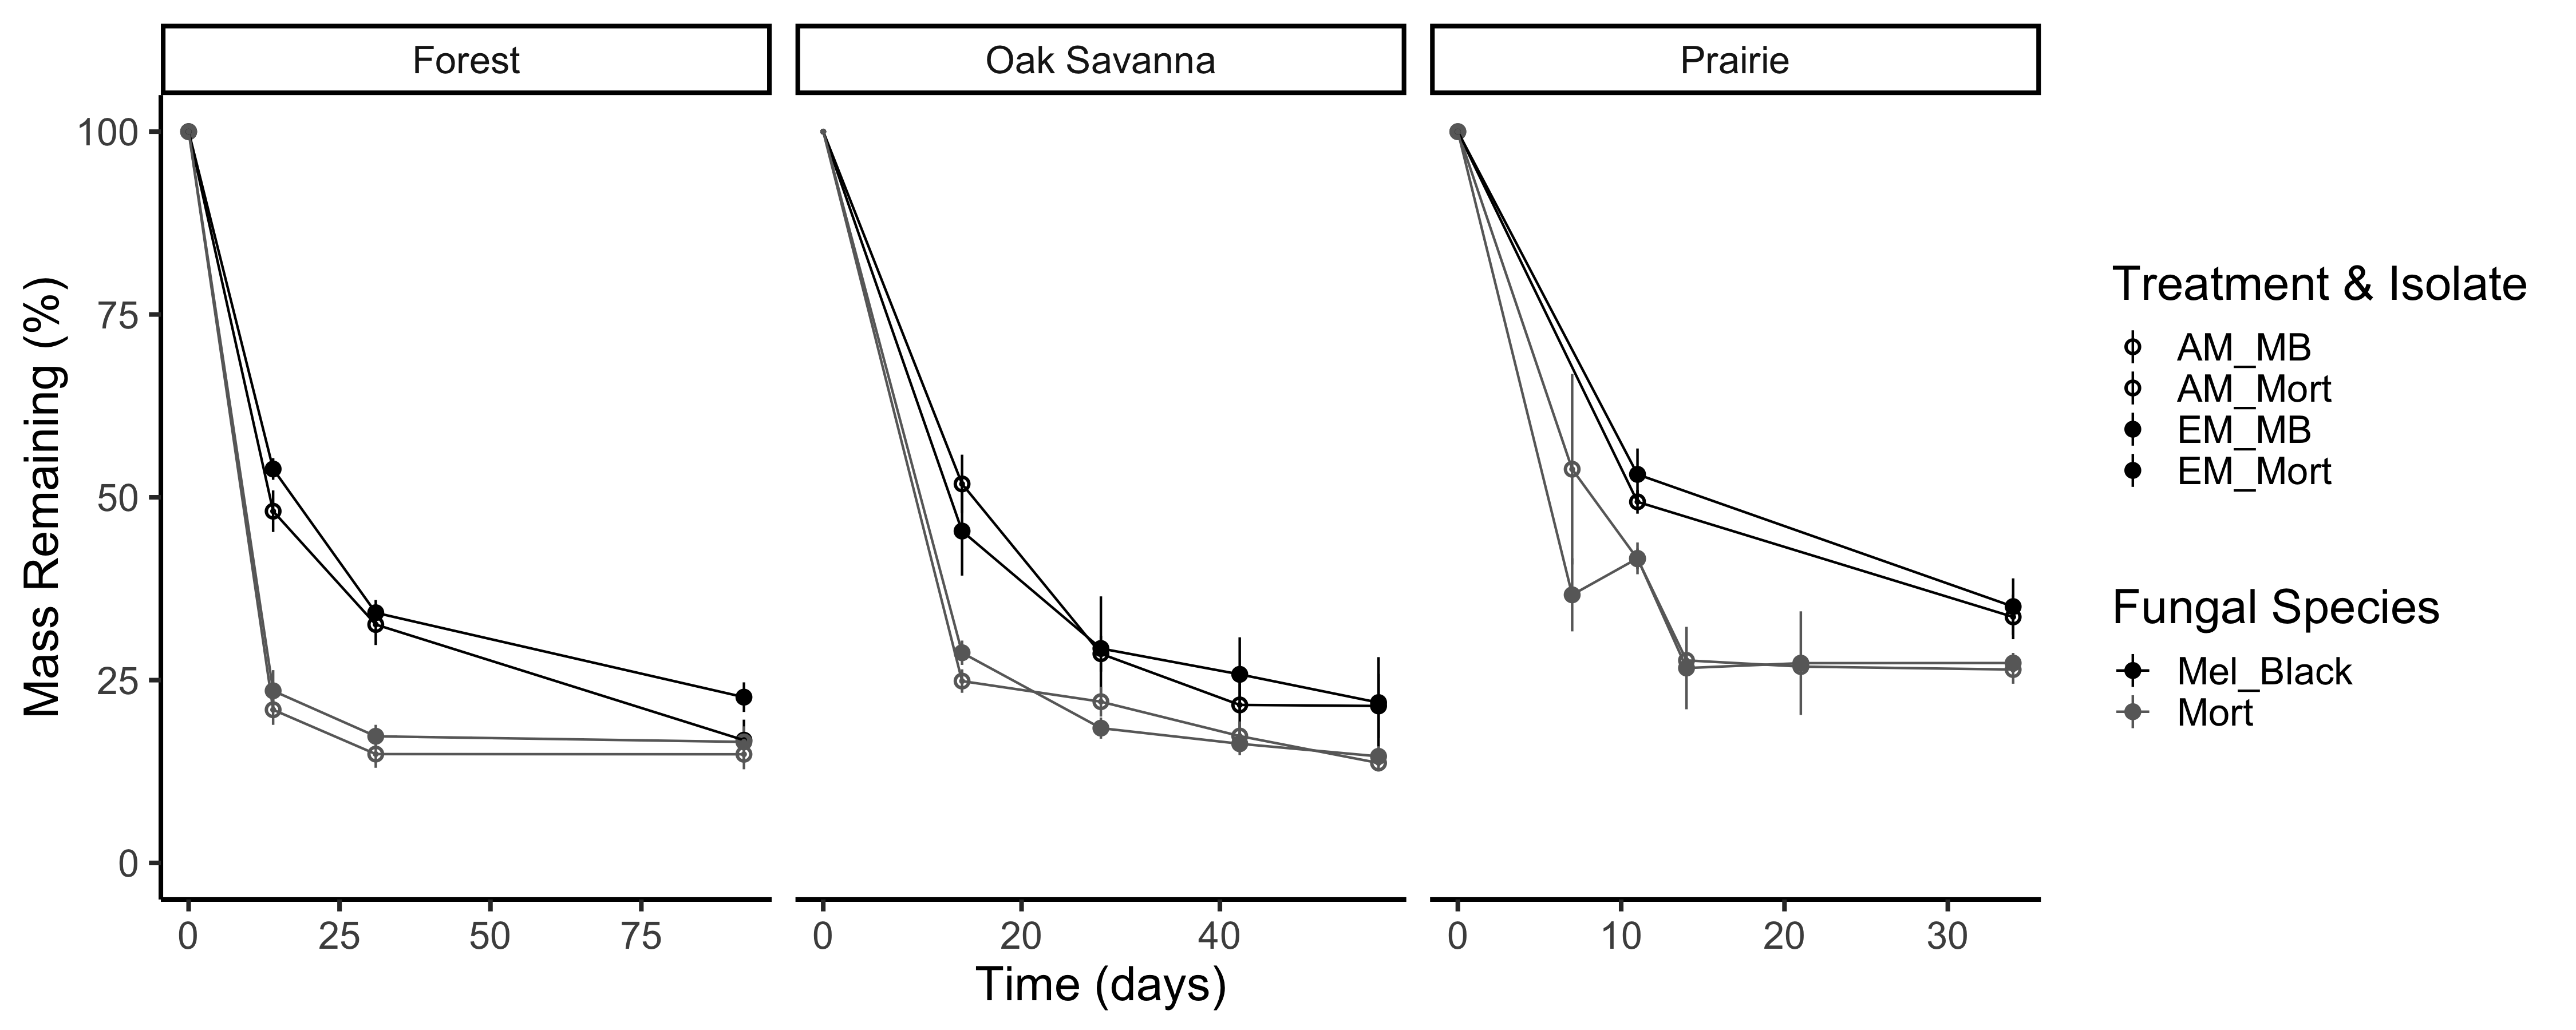 Forest
Oak Savanna
Prairie
Mass Remaining (%)
100
75
50
25
0
0 25 50 75
0 20 40
0 10 20 30
Time (days)
Treatment & Isolate
AM_MB
AM_Mort
EM_MB
EM_Mort
Fungal Species
Mel_Black
Mort